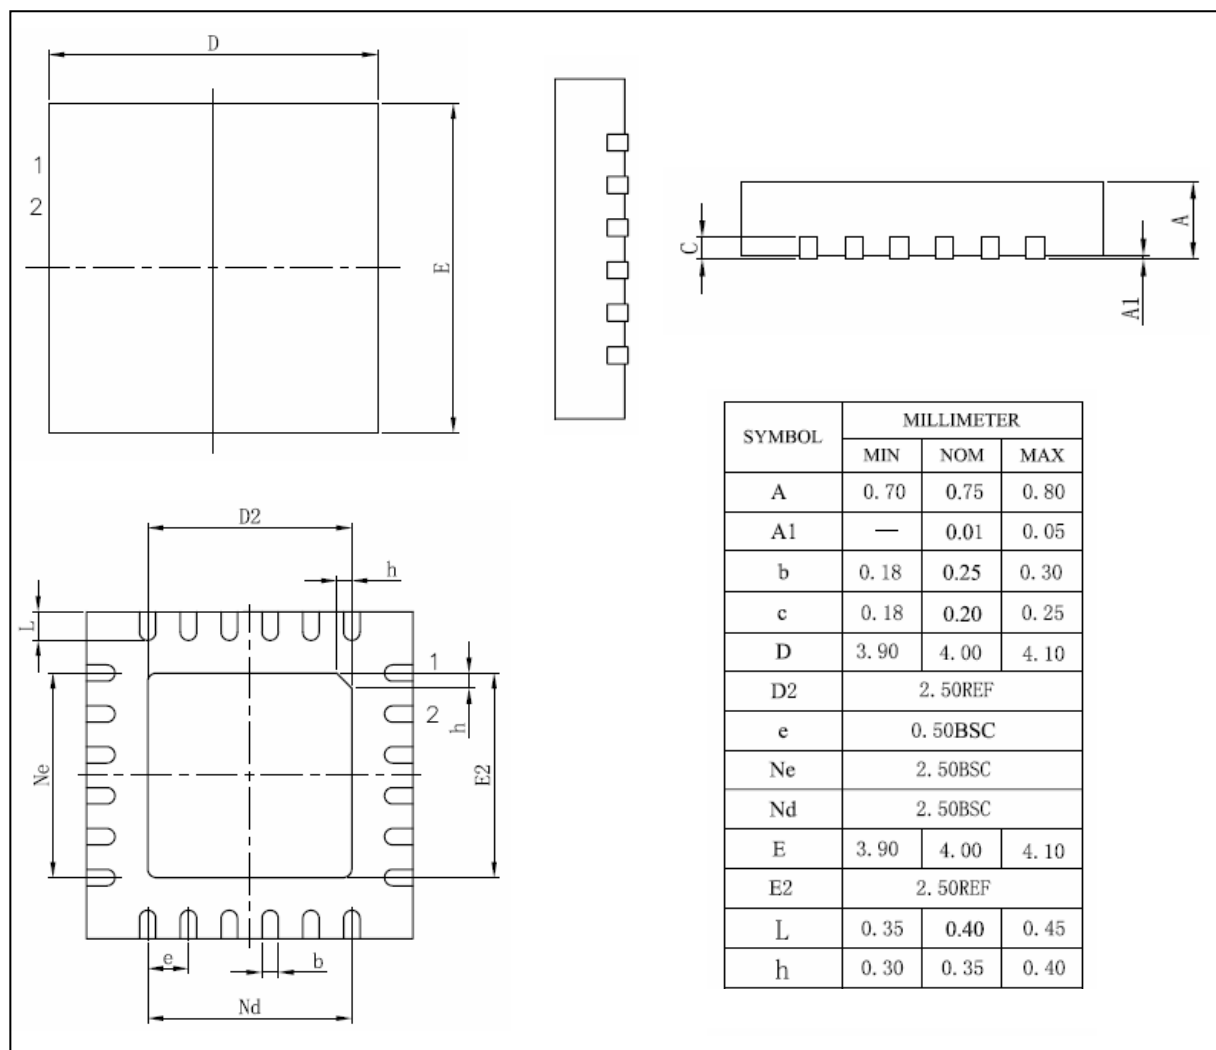 D
1
2
E
C
A
A1
D2
h
L
1
2
h
Ne
E2
e
b
Nd
SYMBOL MILLIMETER
MIN NOM MAX
A 0.70 0.75 0.80
A1 — 0.01 0.05
b 0.18 0.25 0.30
c 0.18 0.20 0.25
D 3.90 4.00 4.10
D2 2.50REF
e 0.50BSC
Ne 2.50BSC
Nd 2.50BSC
E 3.90 4.00 4.10
E2 2.50REF
L 0.35 0.40 0.45
h 0.30 0.35 0.40